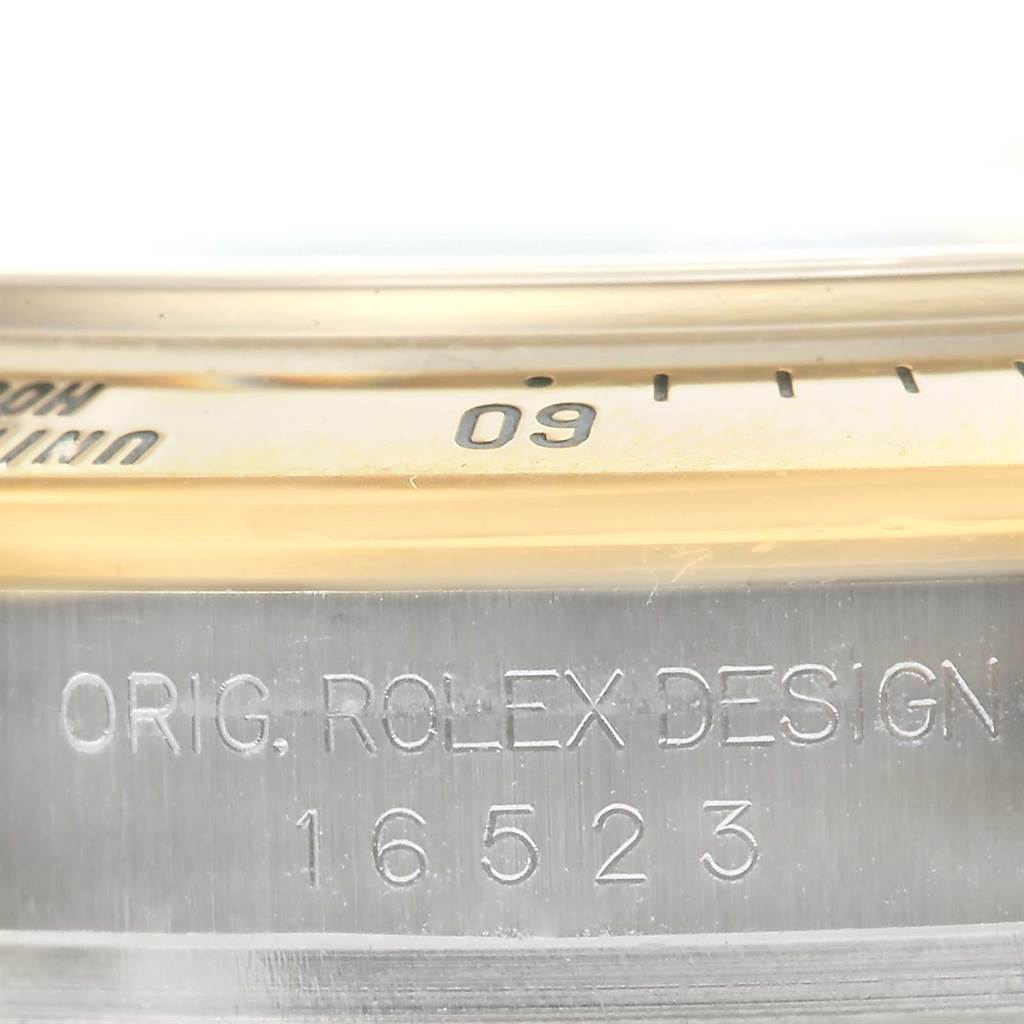 60
ORIG. ROLEX DESIGN
16523